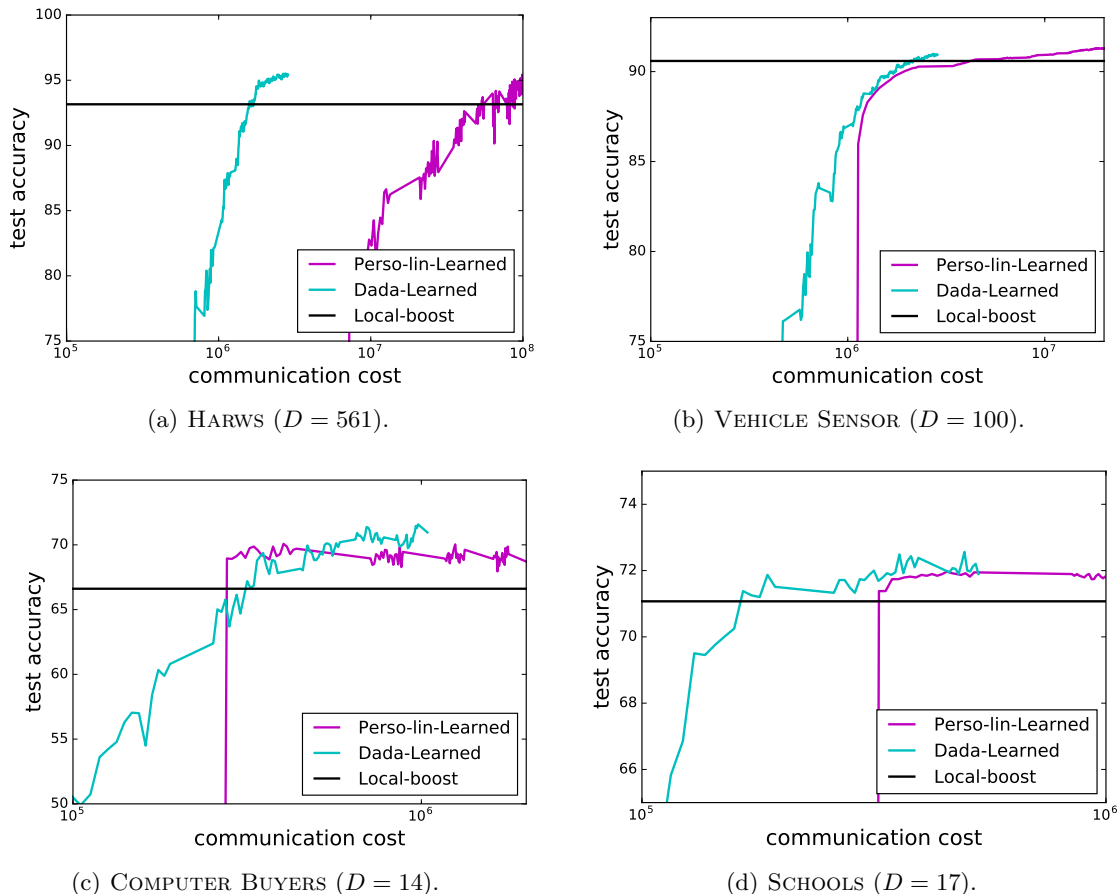 100
95
90
85
80
75
test accuracy
Perso-lin-Learned
Dada-Learned
Local-boost
10^5
10^6
10^7
10^8
communication cost
(a) HARWS (D = 561).
90
85
80
75
test accuracy
Perso-lin-Learned
Dada-Learned
Local-boost
10^5
10^6
10^7
communication cost
(b) VEHICLE SENSOR (D = 100).
75
70
65
60
55
50
test accuracy
Perso-lin-Learned
Dada-Learned
Local-boost
10^5
10^6
communication cost
(c) COMPUTER BUYERS (D = 14).
74
72
70
68
66
test accuracy
Perso-lin-Learned
Dada-Learned
Local-boost
10^5
10^6
communication cost
(d) SCHOOLS (D = 17).